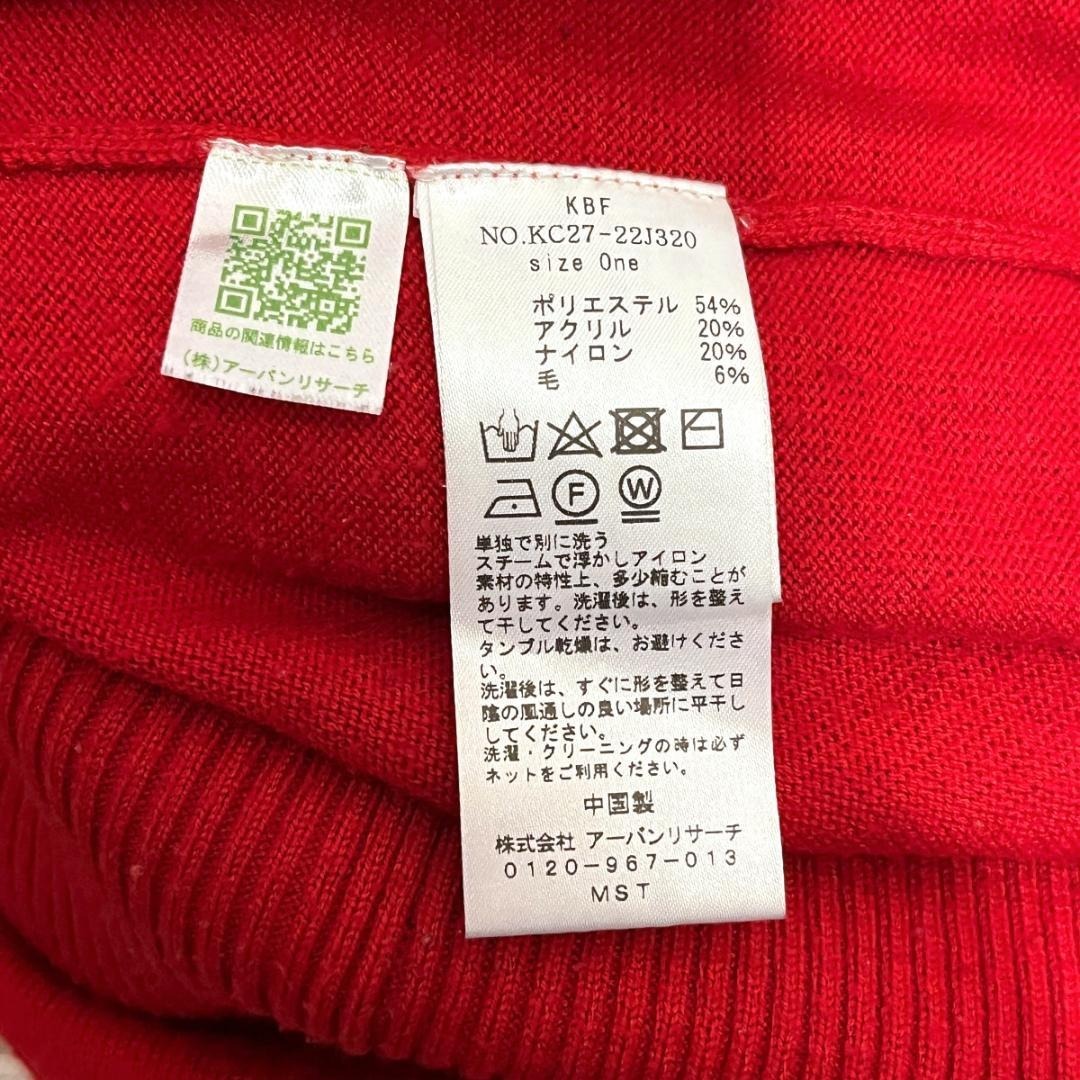 商品の関連情報はこちら
(株)アーバンリサーチ
KBF
NO.KC27-22J320
size One
ポリエステル 54%
アクリル 20%
ナイロン 20%
毛 6%
F W
単独で別に洗う
スチームで浮かしアイロン
素材の特性上、多少縮むことが
あります。洗濯後は、形を整え
て干してください。
タンブル乾燥は、お避けくださ
い。
洗濯後は、すぐに形を整えて日
陰の風通しの良い場所に平干し
してください。
洗濯・クリーニングの時は必ず
ネットをご利用ください。
中国製
株式会社 アーバンリサーチ
0120-967-013
MST